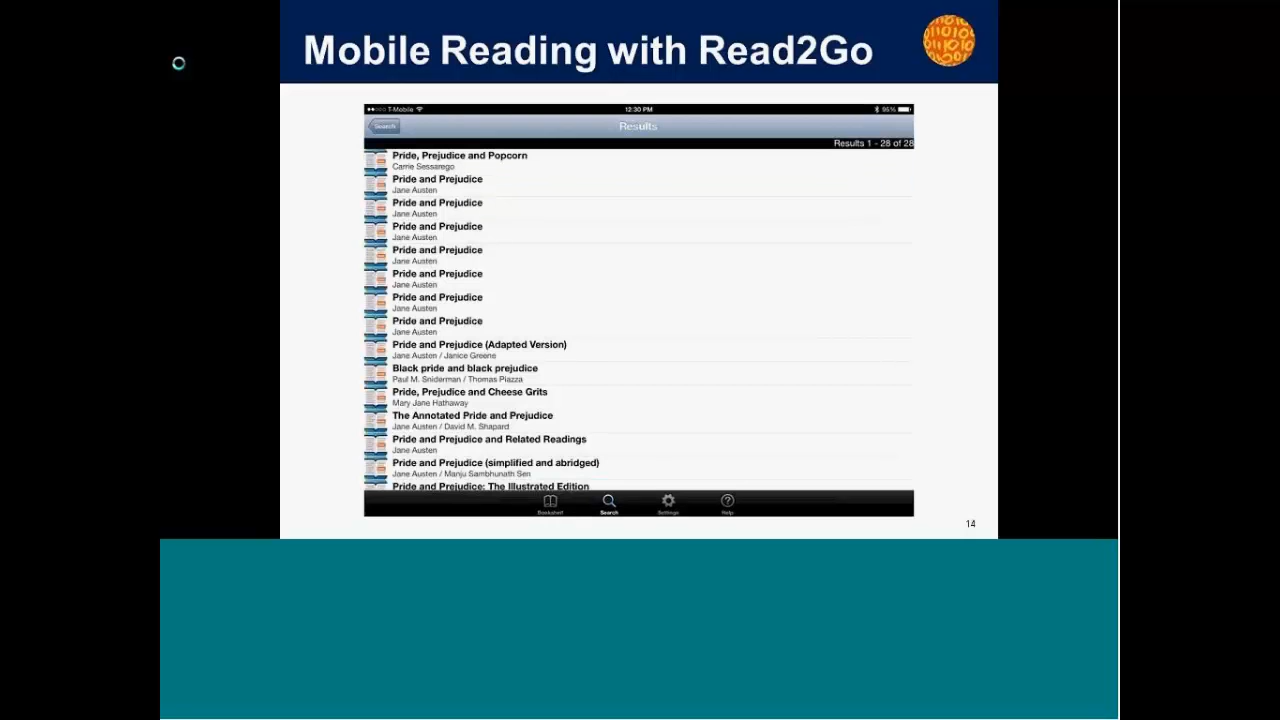 Mobile Reading with Read2Go
T-Mobile 12:30 PM 95%
Search Results
Results 1 - 28 of 28
Pride, Prejudice and Popcorn
Carrie Sessarego
Pride and Prejudice
Jane Austen
Pride and Prejudice
Jane Austen
Pride and Prejudice
Jane Austen
Pride and Prejudice
Jane Austen
Pride and Prejudice
Jane Austen
Pride and Prejudice
Jane Austen
Pride and Prejudice
Jane Austen
Pride and Prejudice (Adapted Version)
Jane Austen / Janice Greene
Black pride and black prejudice
Paul M. Sniderman / Thomas Piazza
Pride, Prejudice and Cheese Grits
Mary Jane Hathaway
The Annotated Pride and Prejudice
Jane Austen / David M. Shapard
Pride and Prejudice and Related Readings
Jane Austen
Pride and Prejudice (simplified and abridged)
Jane Austen / Manju Sambhunath Sen
Pride and Prejudice: The Illustrated Edition
Bookshelf Search Settings Help
14